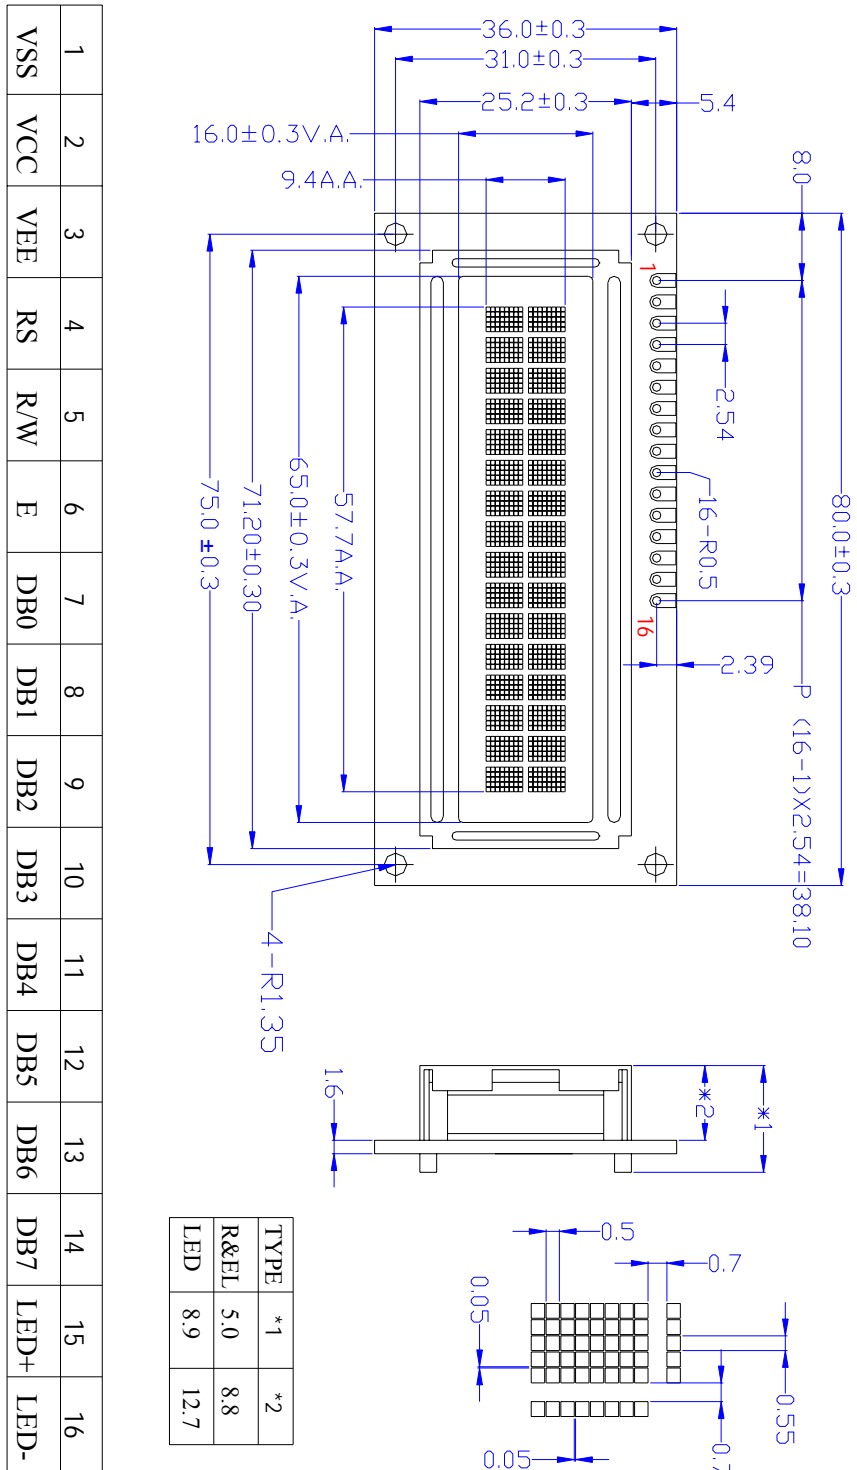 36.0±0.3
31.0±0.3
25.2±0.3
5.4
16.0±0.3V.A.
9.4A.A.
8.0
80.0±0.3
P (16-1)X2.54=38.10
2.54
16-R0.5
2.39
1
16
57.7A.A.
65.0±0.3V.A.
71.20±0.30
75.0±0.3
4-R1.35
1.6
*2
*1
0.5
0.7
0.05
0.55
0.05
TYPE *1 *2
R&EL 5.0 8.8
LED 8.9 12.7
1 2 3 4 5 6 7 8 9 10 11 12 13 14 15 16
VSS VCC VEE RS R/W E DB0 DB1 DB2 DB3 DB4 DB5 DB6 DB7 LED+ LED-